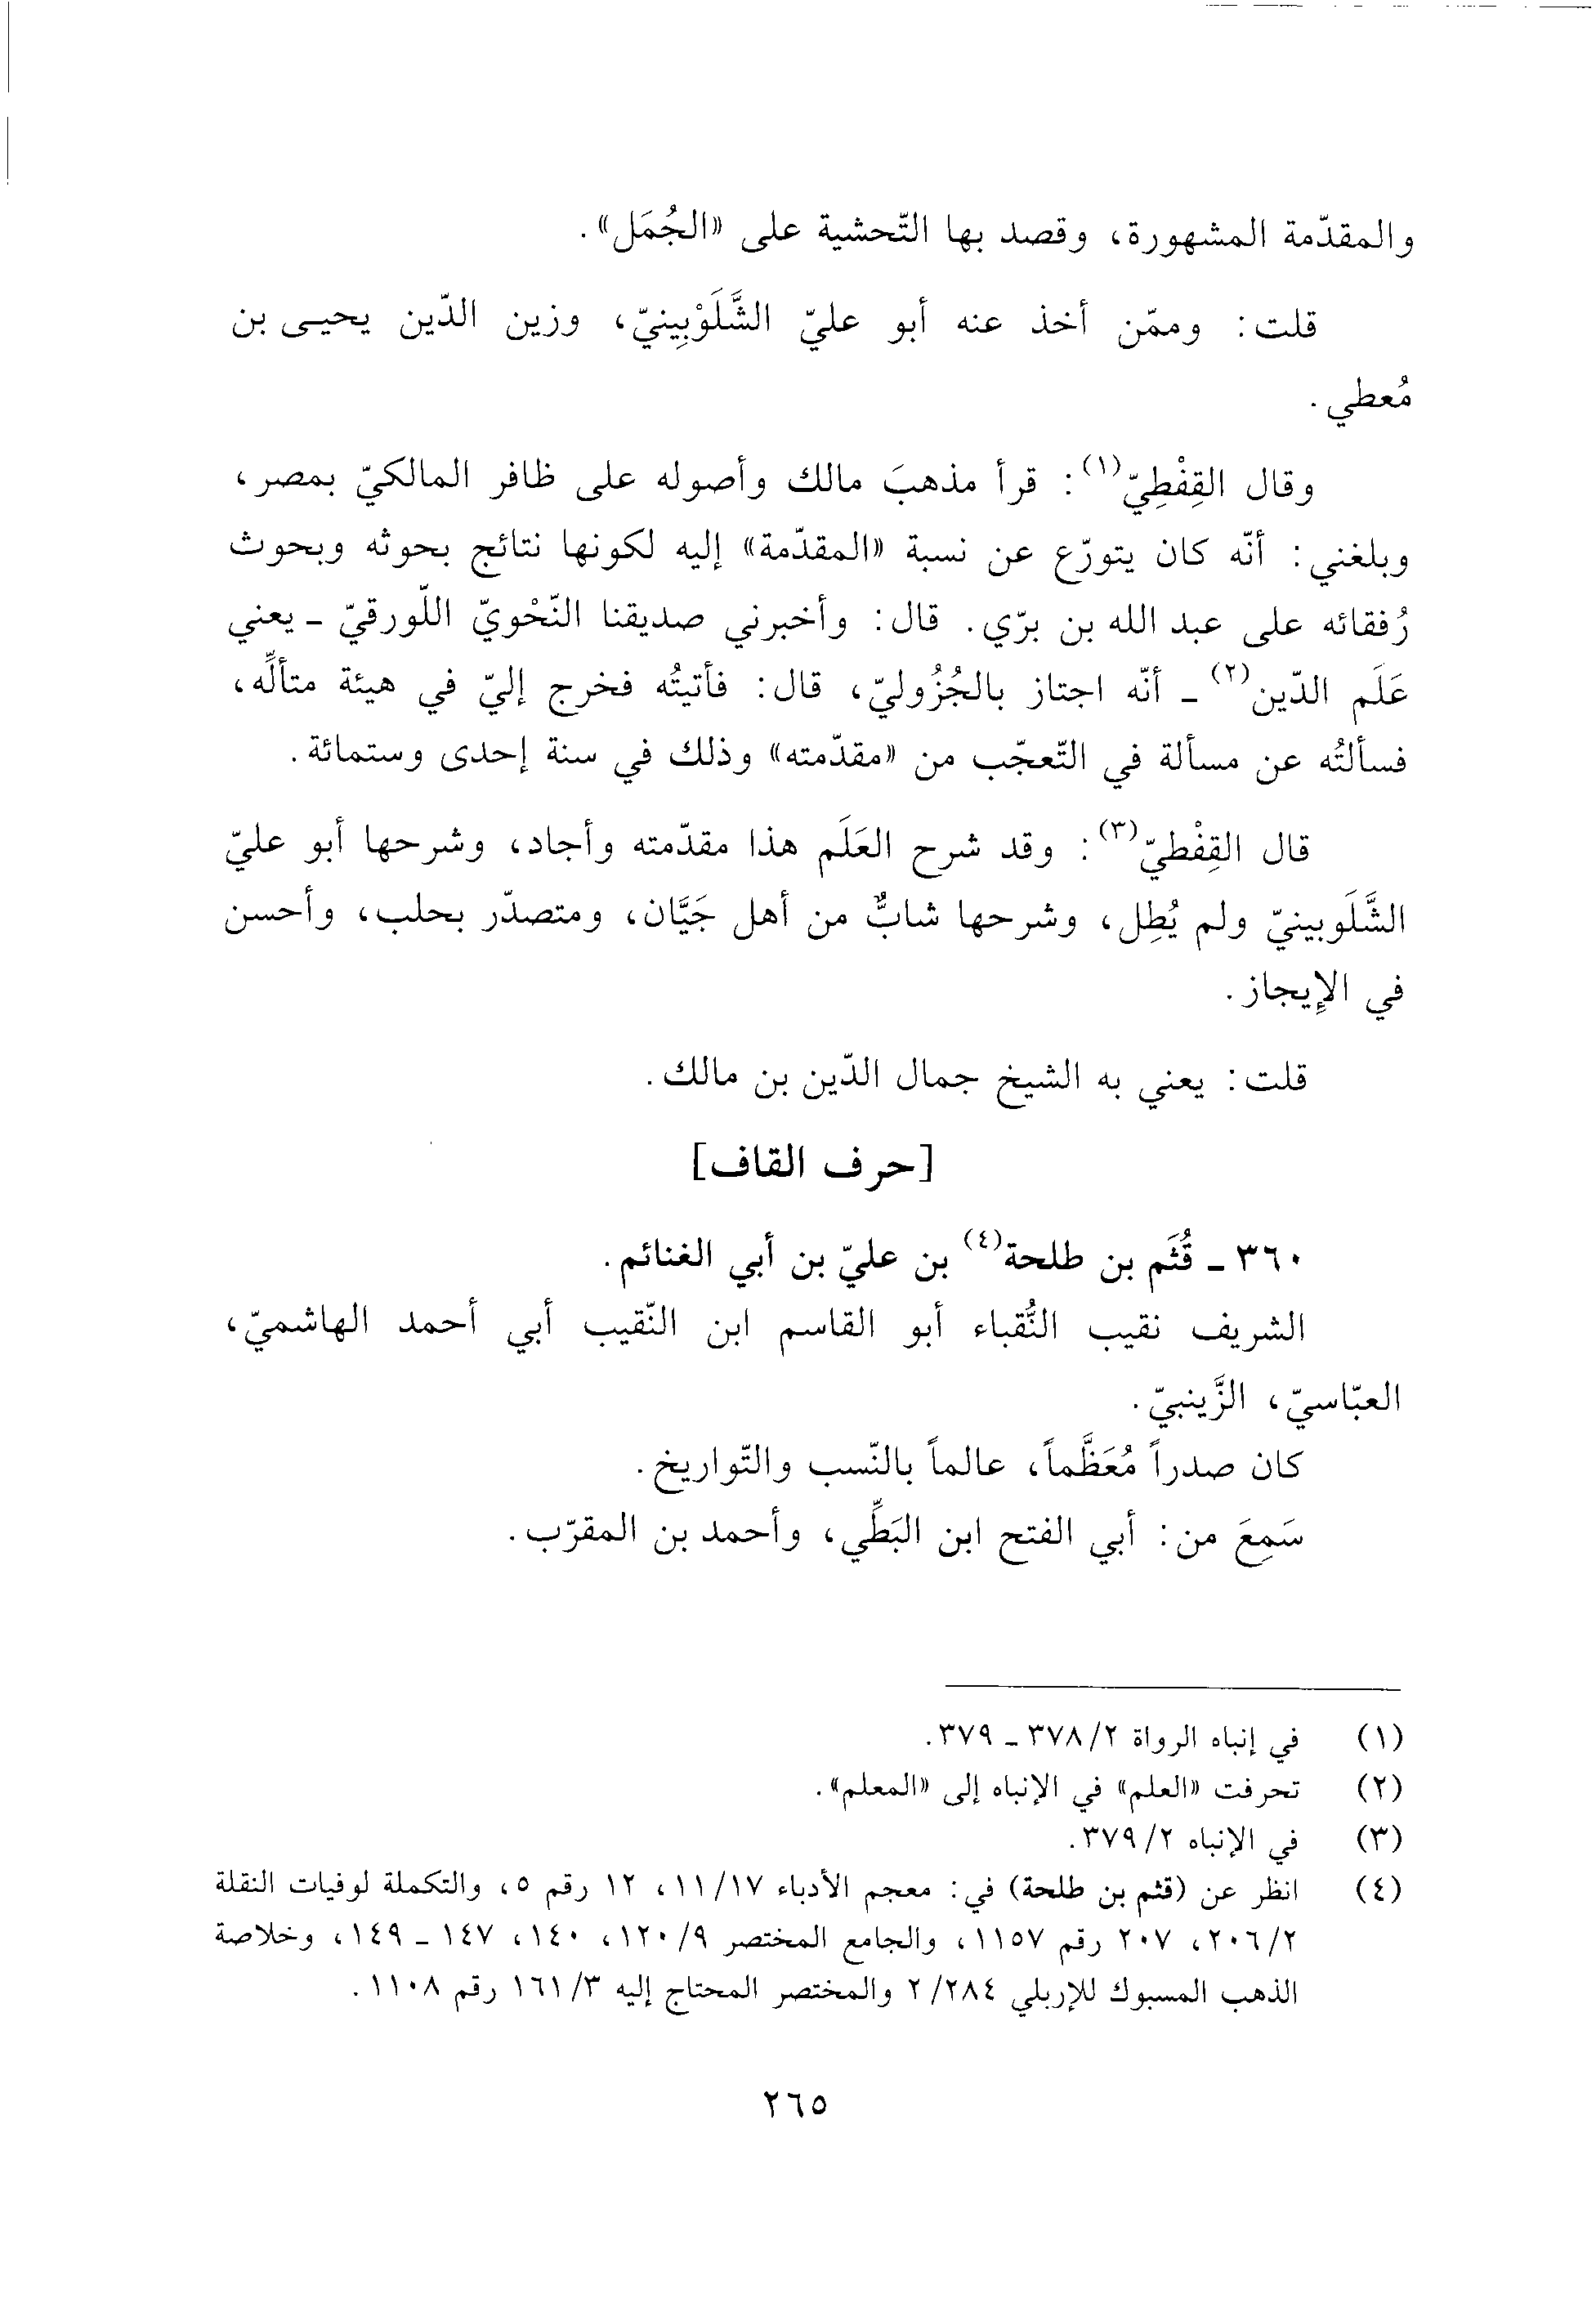 والمقدّمة المشهورة، وقصد بها التّحشية على «الجُمَل».
قلت: وممّن أخذ عنه أبو عليّ الشَّلَوْبِينيّ، وزين الدّين يحيى بن
مُعطي.
وقال القِفْطِيّ(١): قرأ مذهبَ مالك وأصوله على ظافر المالكيّ بمصر،
وبلغني: أنّه كان يتورّع عن نسبة «المقدّمة» إليه لكونها نتائج بحوثه وبحوث
رُفقائه على عبد الله بن برّي. قال: وأخبرني صديقنا النّحْويّ اللّورقيّ - يعني
عَلَم الدّين(٢) - أنّه اجتاز بالجُزُوليّ، قال: فأتيتُه فخرج إليّ في هيئة متألِّه،
فسألتُه عن مسألة في التّعجّب من «مقدّمته» وذلك في سنة إحدى وستمائة.
قال القِفْطيّ(٣): وقد شرح العَلَم هذا مقدّمته وأجاد، وشرحها أبو عليّ
الشَّلَوبينيّ ولم يُطِل، وشرحها شابٌّ من أهل جَيَّان، ومتصدّر بحلب، وأحسن
في الإيجاز.
قلت: يعني به الشيخ جمال الدّين بن مالك.
[حرف القاف]
٣٦٠ - قُثَم بن طلحة(٤) بن عليّ بن أبي الغنائم.
الشريف نقيب النُّقباء أبو القاسم ابن النّقيب أبي أحمد الهاشميّ،
العبّاسيّ، الزَّينبيّ.
كان صدراً مُعَظَّماً، عالماً بالنّسب والتّواريخ.
سَمِعَ من: أبي الفتح ابن البَطِّي، وأحمد بن المقرّب.
(١) في إنباه الرواة ٢/ ٣٧٨ - ٣٧٩.
(٢) تحرفت «العلم» في الإنباه إلى «المعلم».
(٣) في الإنباه ٢/ ٣٧٩.
(٤) انظر عن (قثم بن طلحة) في: معجم الأدباء ١٧/ ١١، ١٢ رقم ٥، والتكملة لوفيات النقلة
٢/ ٢٠٦، ٢٠٧ رقم ١١٥٧، والجامع المختصر ٩/ ١٢٠، ١٤٠، ١٤٧ - ١٤٩، وخلاصة
الذهب المسبوك للإربلي ٢٨٤/ ٢ والمختصر المحتاج إليه ٣/ ١٦١ رقم ١١٠٨.
٢٦٥